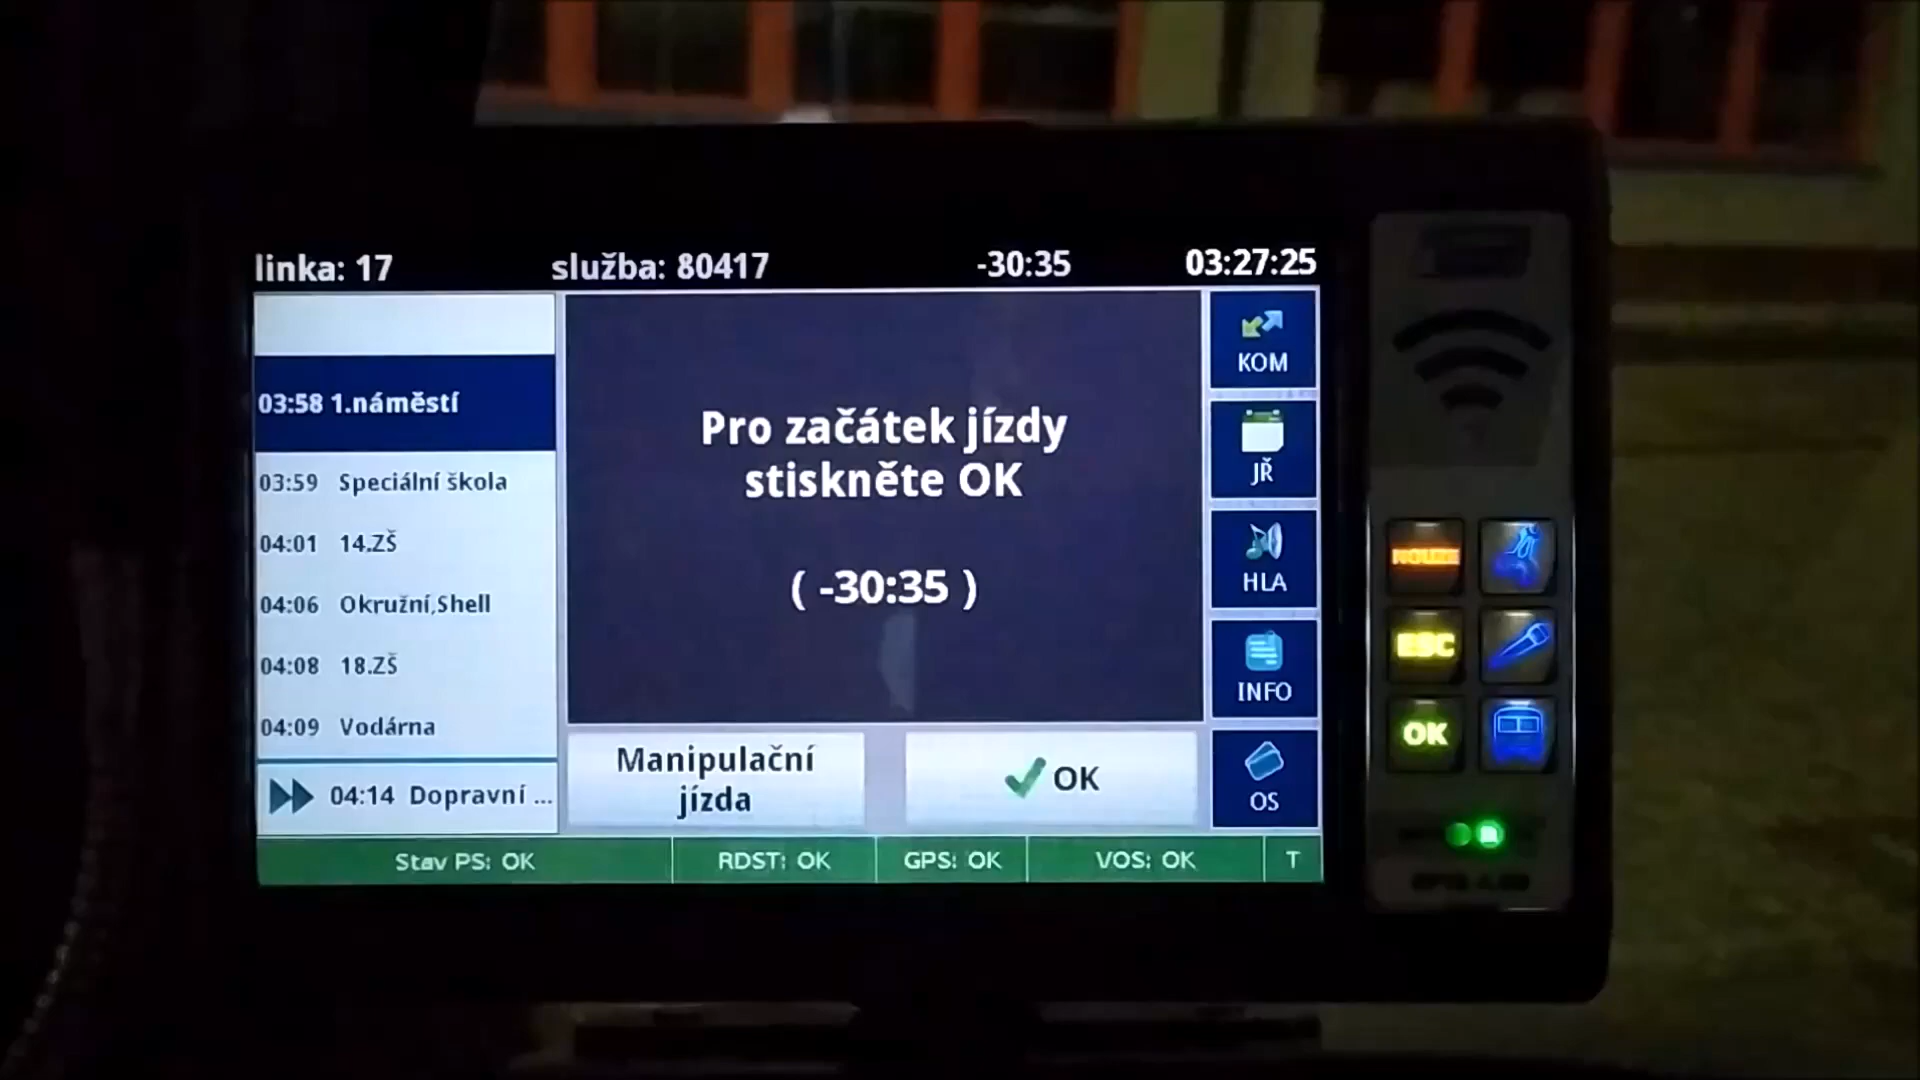 linka: 17 služba: 80417 -30:35 03:27:25
03:58 1.náměstí
03:59 Speciální škola
04:01 14.ZŠ
04:06 Okružní,Shell
04:08 18.ZŠ
04:09 Vodárna
04:14 Dopravní ...
Pro začátek jízdy
stiskněte OK
( -30:35 )
Manipulační
jízda
OK
KOM
JŘ
HLA
INFO
OS
Stav PS: OK RDST: OK GPS: OK VOS: OK T
NOUZE
ESC
OK